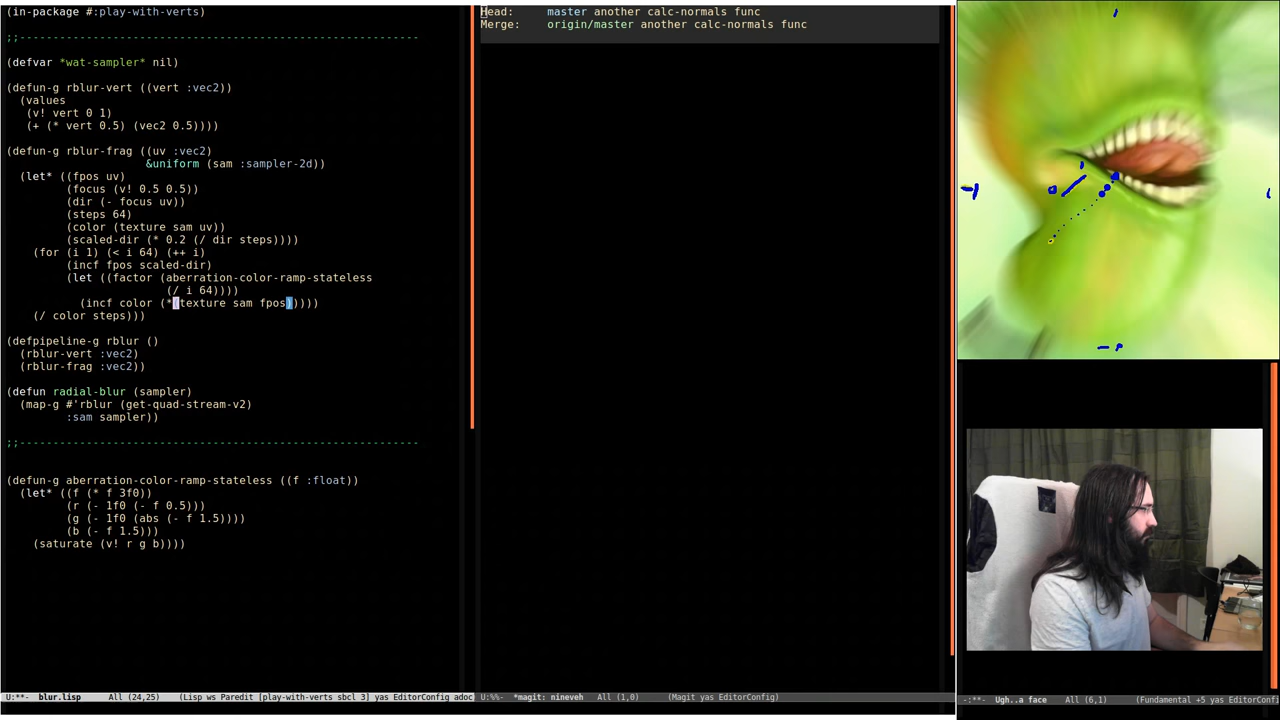 (in-package #:play-with-verts)
;;------------------------------------------------------------
(defvar *wat-sampler* nil)
(defun-g rblur-vert ((vert :vec2))
  (values
   (v! vert 0 1)
   (+ (* vert 0.5) (vec2 0.5))))
(defun-g rblur-frag ((uv :vec2)
                     &uniform (sam :sampler-2d))
  (let* ((fpos uv)
         (focus (v! 0.5 0.5))
         (dir (- focus uv))
         (steps 64)
         (color (texture sam uv))
         (scaled-dir (* 0.2 (/ dir steps))))
    (for (i 1) (< i 64) (++ i)
         (incf fpos scaled-dir)
         (let ((factor (aberration-color-ramp-stateless
                        (/ i 64))))
           (incf color (*(texture sam fpos)))))
    (/ color steps)))
(defpipeline-g rblur ()
  (rblur-vert :vec2)
  (rblur-frag :vec2))
(defun radial-blur (sampler)
  (map-g #'rblur (get-quad-stream-v2)
         :sam sampler))
;;------------------------------------------------------------
(defun-g aberration-color-ramp-stateless ((f :float))
  (let* ((f (* f 3f0))
         (r (- 1f0 (- f 0.5)))
         (g (- 1f0 (abs (- f 1.5))))
         (b (- f 1.5)))
    (saturate (v! r g b))))
U:**-  blur.lisp    All (24,25)    (Lisp ws Paredit [play-with-verts sbcl 3] yas EditorConfig adoc
Head:     master another calc-normals func
Merge:    origin/master another calc-normals func
U:%%-  *magit: nineveh   All (1,0)     (Magit yas EditorConfig)
-1
-:**-  Ugh..a face    All (6,1)     (Fundamental +5 yas EditorConfi